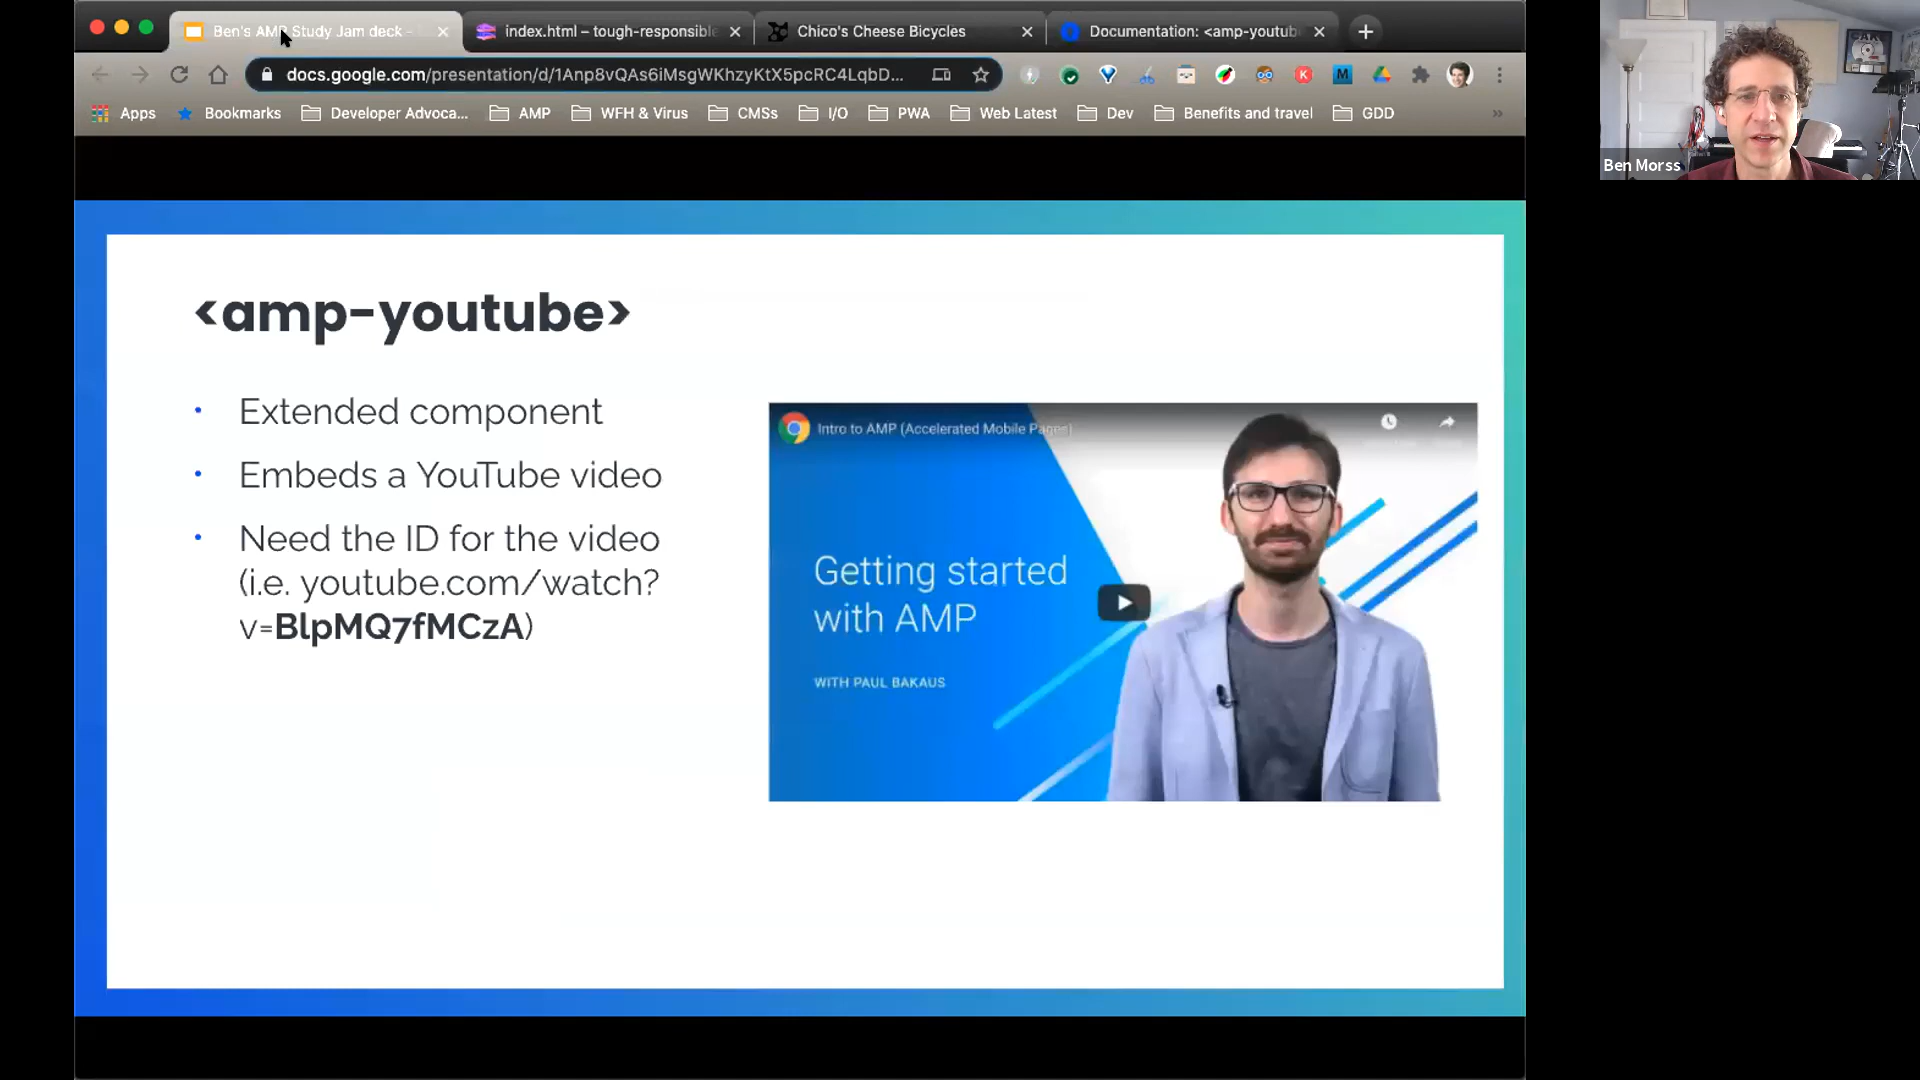 Ben's AMP Study Jam deck -
index.html – tough-responsible
Chico's Cheese Bicycles
Documentation: <amp-youtub
docs.google.com/presentation/d/1Anp8vQAs6iMsgWKhzyKtX5pcRC4LqbD...
Apps
Bookmarks
Developer Advoca...
AMP
WFH & Virus
CMSs
I/O
PWA
Web Latest
Dev
Benefits and travel
GDD
»
Ben Morss
<amp-youtube>
• Extended component
• Embeds a YouTube video
• Need the ID for the video
(i.e. youtube.com/watch?
v=BlpMQ7fMCzA)
Intro to AMP (Accelerated Mobile Pages)
Getting started
with AMP
WITH PAUL BAKAUS